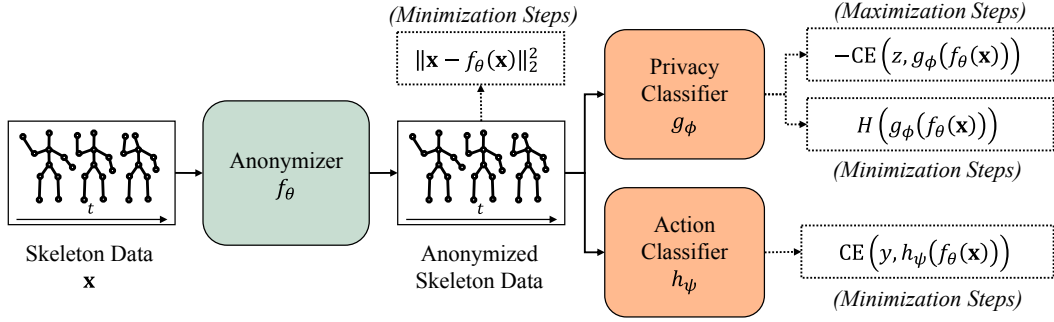 (Minimization Steps)
‖x − f_θ(x)‖₂²
(Maximization Steps)
−CE (z, g_ϕ(f_θ(x)))
H (g_ϕ(f_θ(x)))
(Minimization Steps)
Privacy
Classifier
g_ϕ
Anonymizer
f_θ
t
t
Skeleton Data
x
Anonymized
Skeleton Data
Action
Classifier
h_ψ
CE (y, h_ψ(f_θ(x)))
(Minimization Steps)